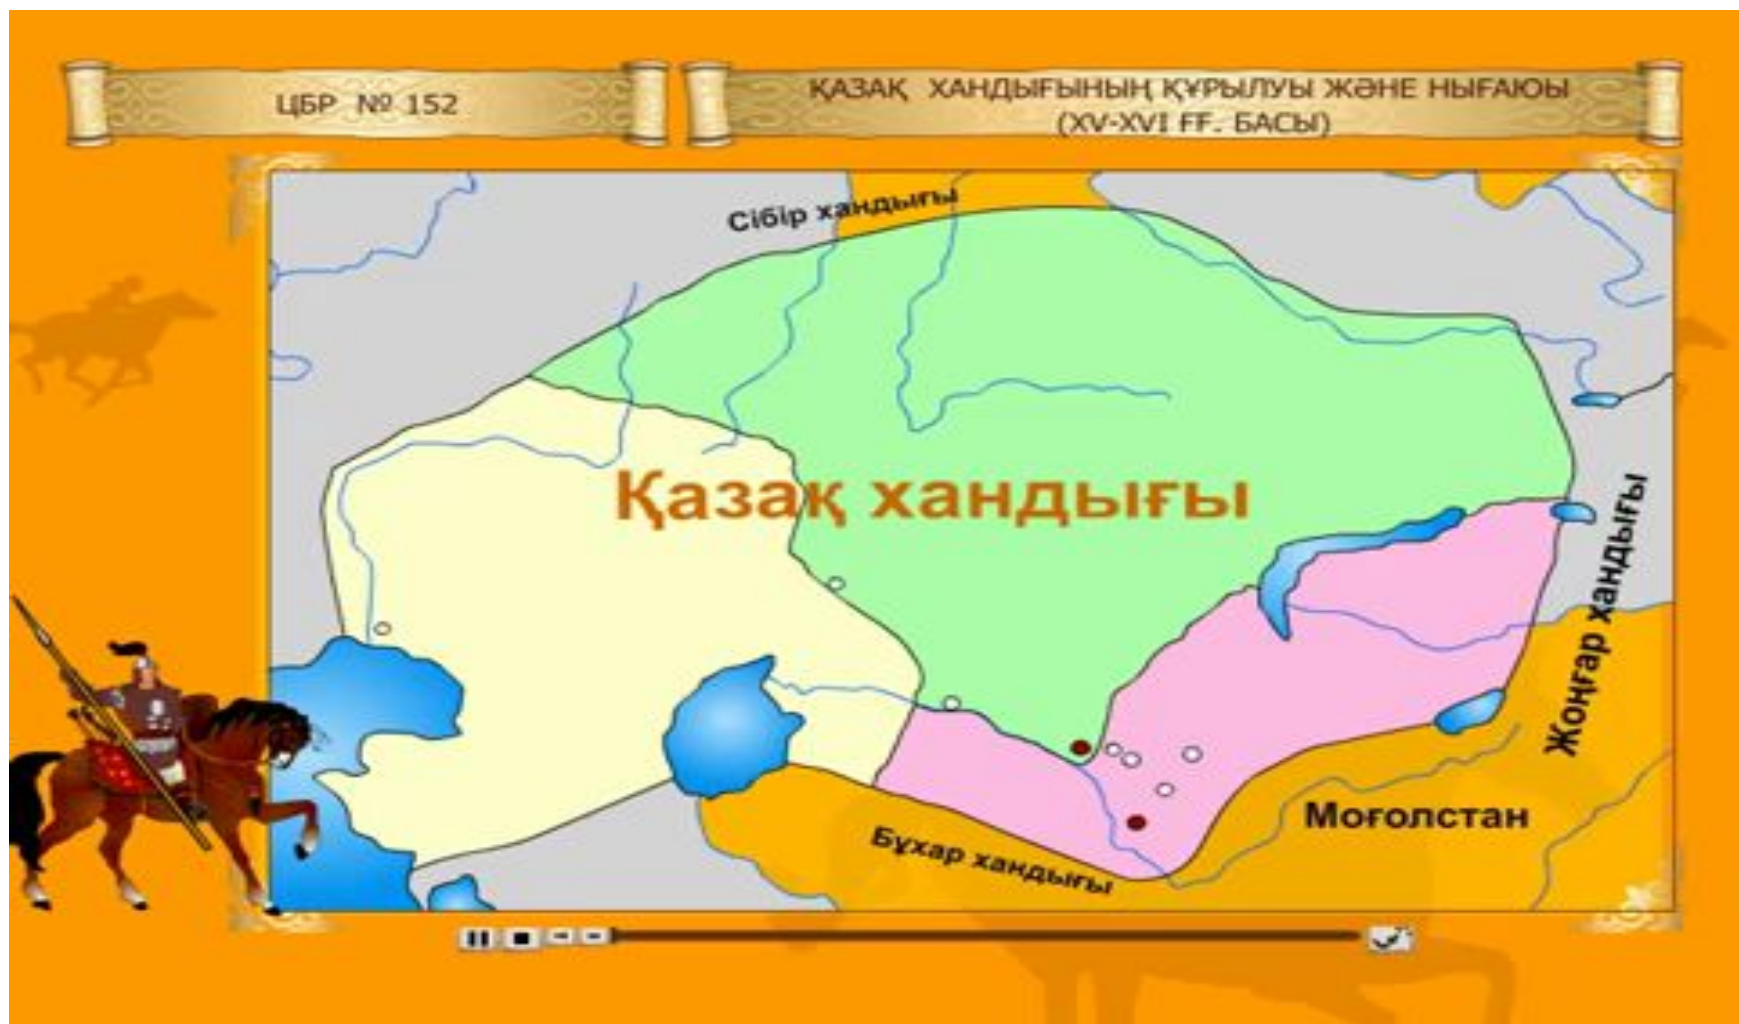 ЦБР № 152
ҚАЗАҚ ХАНДЫҒЫНЫҢ ҚҰРЫЛУЫ ЖӘНЕ НЫҒАЮЫ
(XV-XVI ҒҒ. БАСЫ)
Сібір хандығы
Қазақ хандығы
Жоңғар хандығы
Моғолстан
Бұхар хандығы